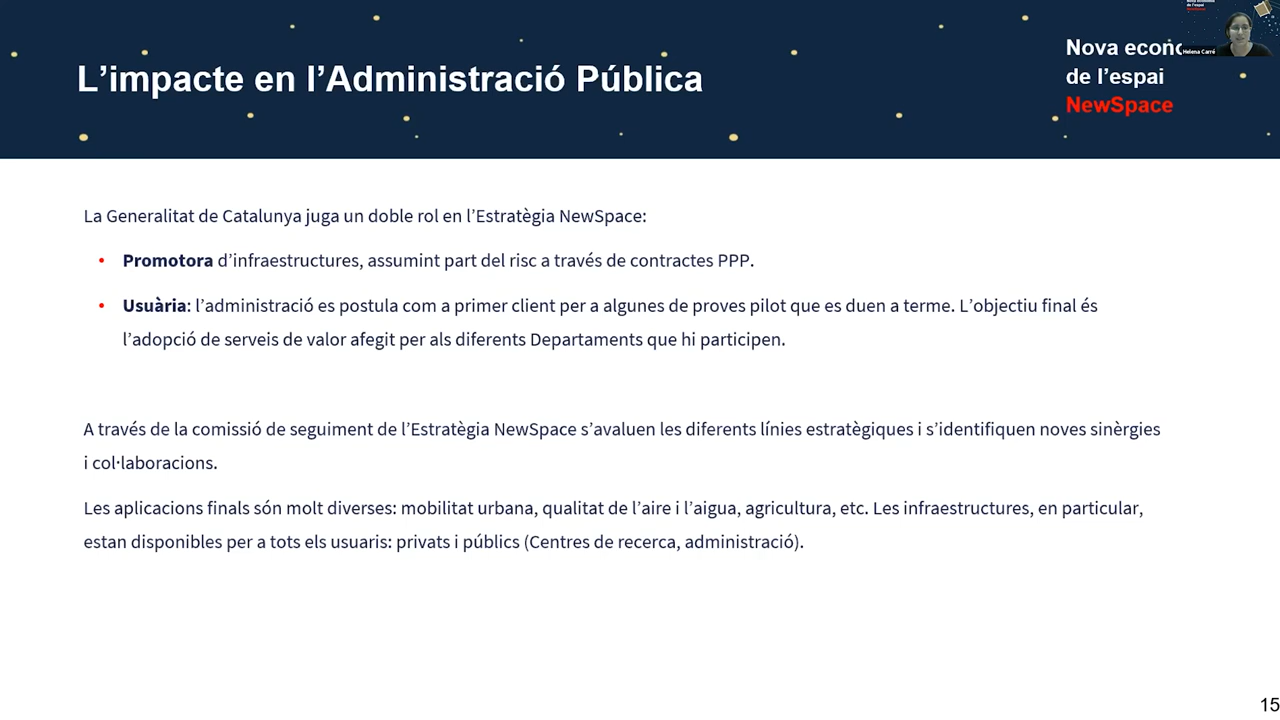 L’impacte en l’Administració Pública
Nova econo
de l’espai
NewSpace
Helena Carré
La Generalitat de Catalunya juga un doble rol en l’Estratègia NewSpace:
• Promotora d’infraestructures, assumint part del risc a través de contractes PPP.
• Usuària: l’administració es postula com a primer client per a algunes de proves pilot que es duen a terme. L’objectiu final és
l’adopció de serveis de valor afegit per als diferents Departaments que hi participen.
A través de la comissió de seguiment de l’Estratègia NewSpace s’avaluen les diferents línies estratègiques i s’identifiquen noves sinèrgies
i col·laboracions.
Les aplicacions finals són molt diverses: mobilitat urbana, qualitat de l’aire i l’aigua, agricultura, etc. Les infraestructures, en particular,
estan disponibles per a tots els usuaris: privats i públics (Centres de recerca, administració).
15